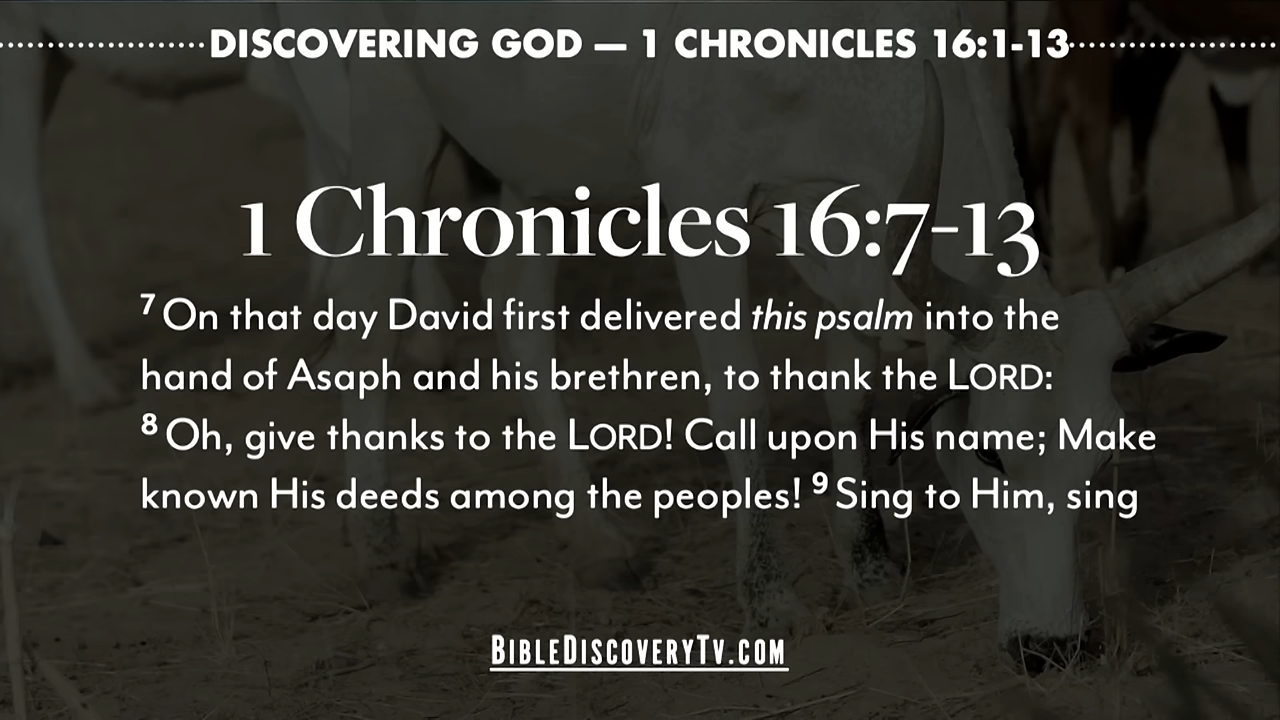 DISCOVERING GOD — 1 CHRONICLES 16:1-13
1 Chronicles 16:7-13
⁷ On that day David first delivered this psalm into the
hand of Asaph and his brethren, to thank the LORD:
⁸ Oh, give thanks to the LORD! Call upon His name; Make
known His deeds among the peoples! ⁹ Sing to Him, sing
BIBLEDISCOVERYTV.COM